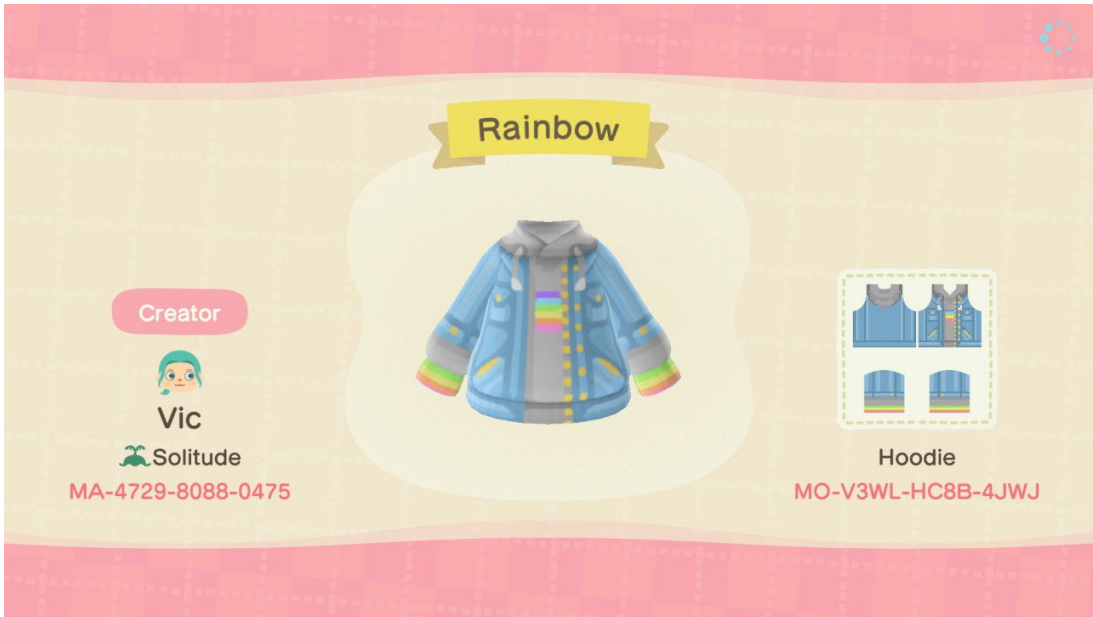 Rainbow
Creator
Vic
Solitude
MA-4729-8088-0475
Hoodie
MO-V3WL-HC8B-4JWJ